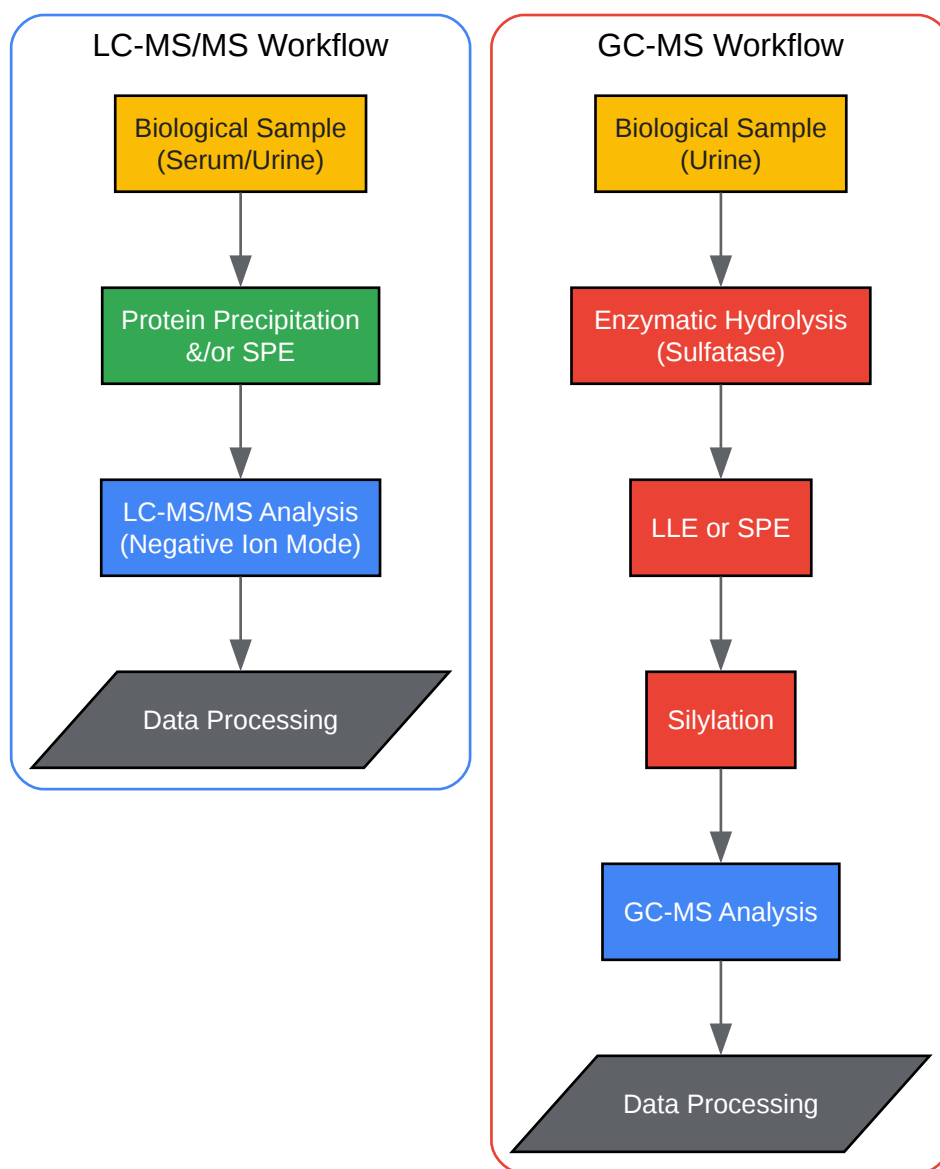 LC-MS/MS Workflow
Biological Sample
(Serum/Urine)
Protein Precipitation
&/or SPE
LC-MS/MS Analysis
(Negative Ion Mode)
Data Processing
GC-MS Workflow
Biological Sample
(Urine)
Enzymatic Hydrolysis
(Sulfatase)
LLE or SPE
Silylation
GC-MS Analysis
Data Processing